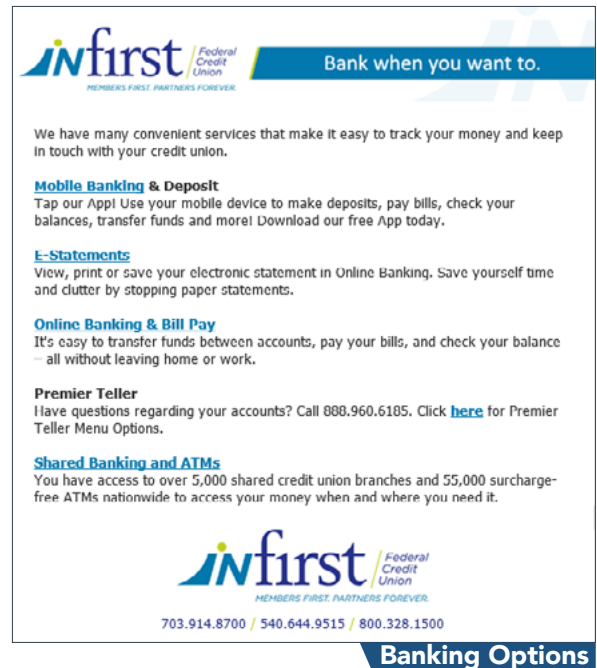 INfirst Federal
Credit
Union
MEMBERS FIRST. PARTNERS FOREVER.
Bank when you want to.
We have many convenient services that make it easy to track your money and keep
in touch with your credit union.
Mobile Banking & Deposit
Tap our App! Use your mobile device to make deposits, pay bills, check your
balances, transfer funds and more! Download our free App today.
E-Statements
View, print or save your electronic statement in Online Banking. Save yourself time
and clutter by stopping paper statements.
Online Banking & Bill Pay
It's easy to transfer funds between accounts, pay your bills, and check your balance
– all without leaving home or work.
Premier Teller
Have questions regarding your accounts? Call 888.960.6185. Click here for Premier
Teller Menu Options.
Shared Banking and ATMs
You have access to over 5,000 shared credit union branches and 55,000 surcharge-
free ATMs nationwide to access your money when and where you need it.
INfirst Federal
Credit
Union
MEMBERS FIRST. PARTNERS FOREVER.
703.914.8700 / 540.644.9515 / 800.328.1500
Banking Options